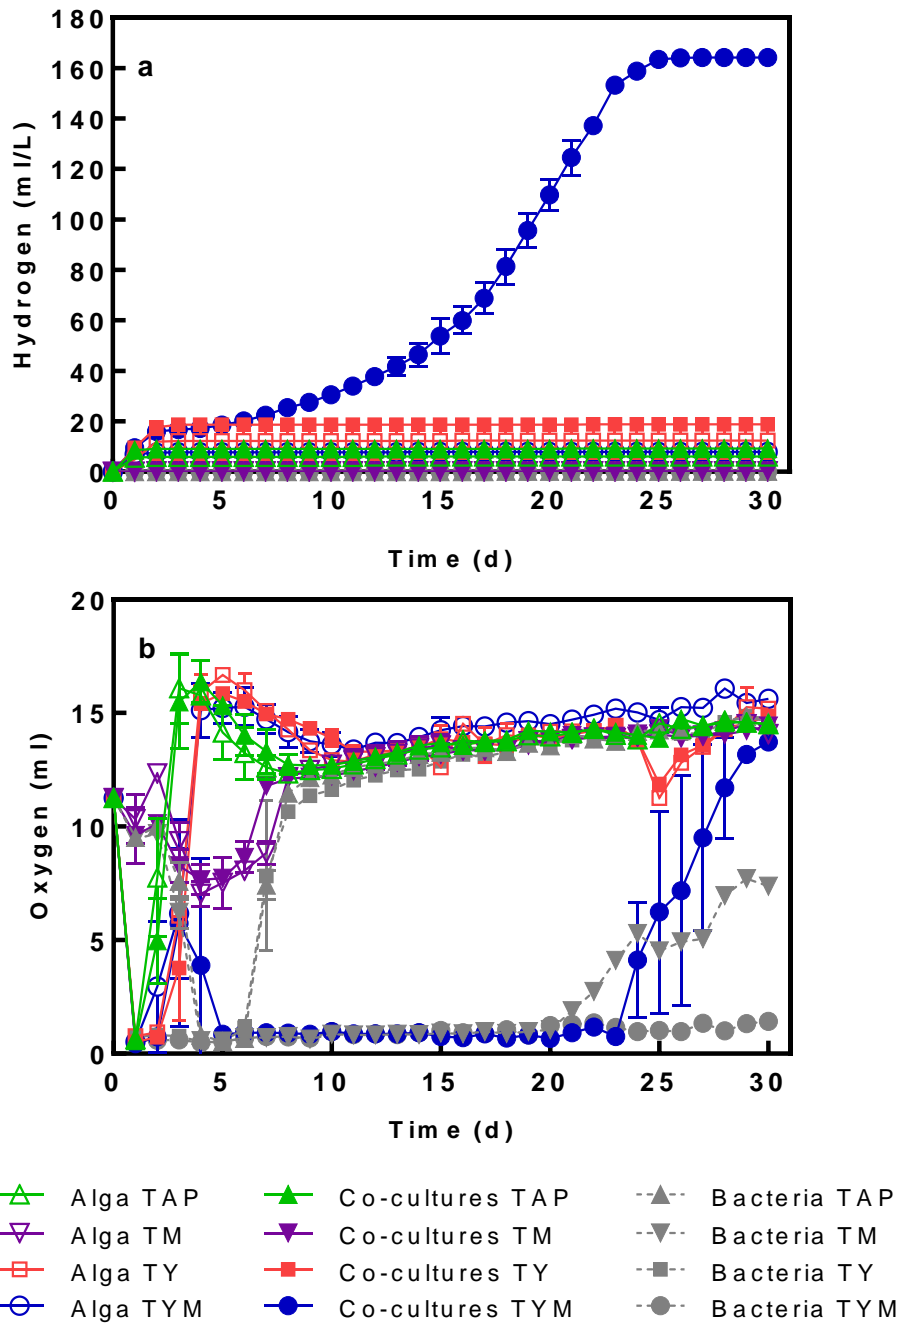 180
160
140
120
100
80
60
40
20
0
Hydrogen (ml/L)
a
0 5 10 15 20 25 30
Time (d)
20
15
10
5
0
Oxygen (ml)
b
0 5 10 15 20 25 30
Time (d)
Alga TAP Co-cultures TAP Bacteria TAP
Alga TM Co-cultures TM Bacteria TM
Alga TY Co-cultures TY Bacteria TY
Alga TYM Co-cultures TYM Bacteria TYM